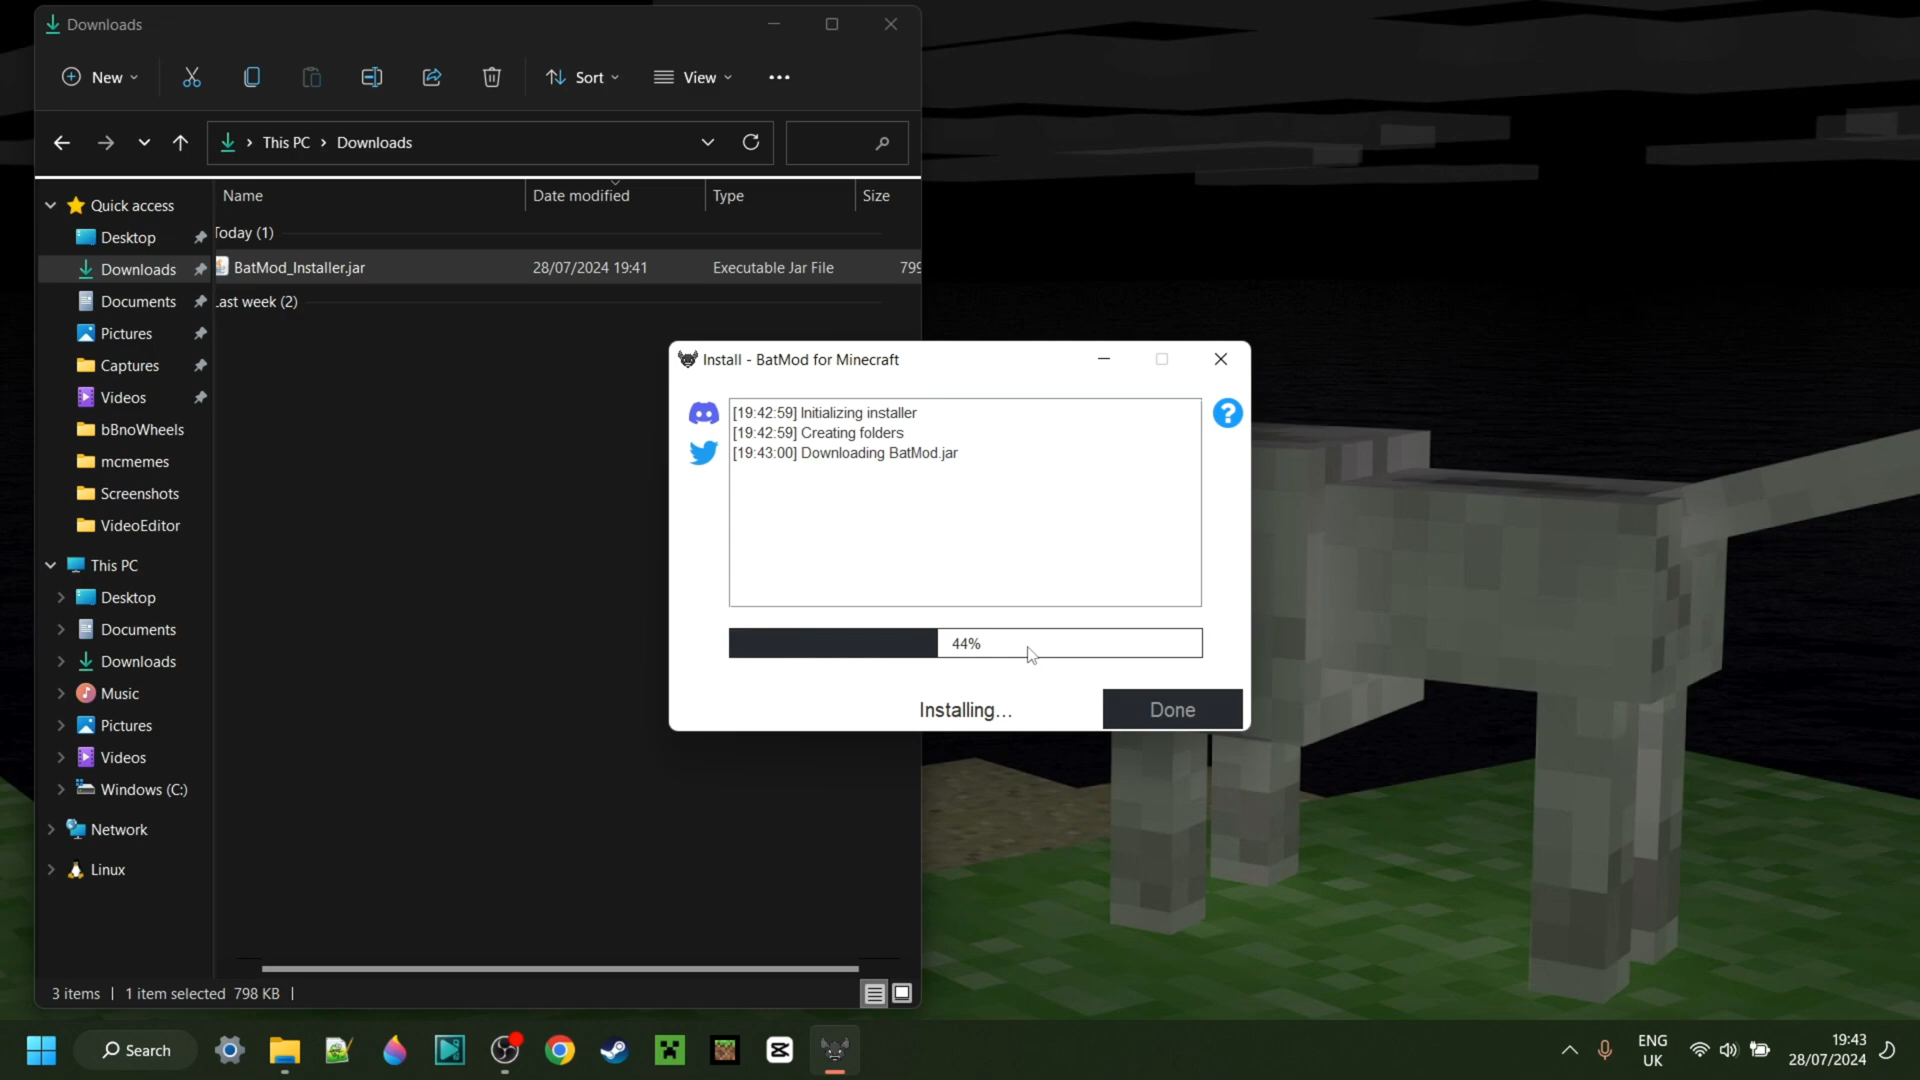 Downloads
New
Sort
View
This PC > Downloads
Name
Date modified
Type
Size
Today (1)
BatMod_Installer.jar
28/07/2024 19:41
Executable Jar File
799
Last week (2)
Quick access
Desktop
Downloads
Documents
Pictures
Captures
Videos
bBnoWheels
mcmemes
Screenshots
VideoEditor
This PC
Desktop
Documents
Downloads
Music
Pictures
Videos
Windows (C:)
Network
Linux
3 items | 1 item selected 798 KB |
Install - BatMod for Minecraft
[19:42:59] Initializing installer
[19:42:59] Creating folders
[19:43:00] Downloading BatMod.jar
?
44%
Installing...
Done
Search
ENG
UK
19:43
28/07/2024